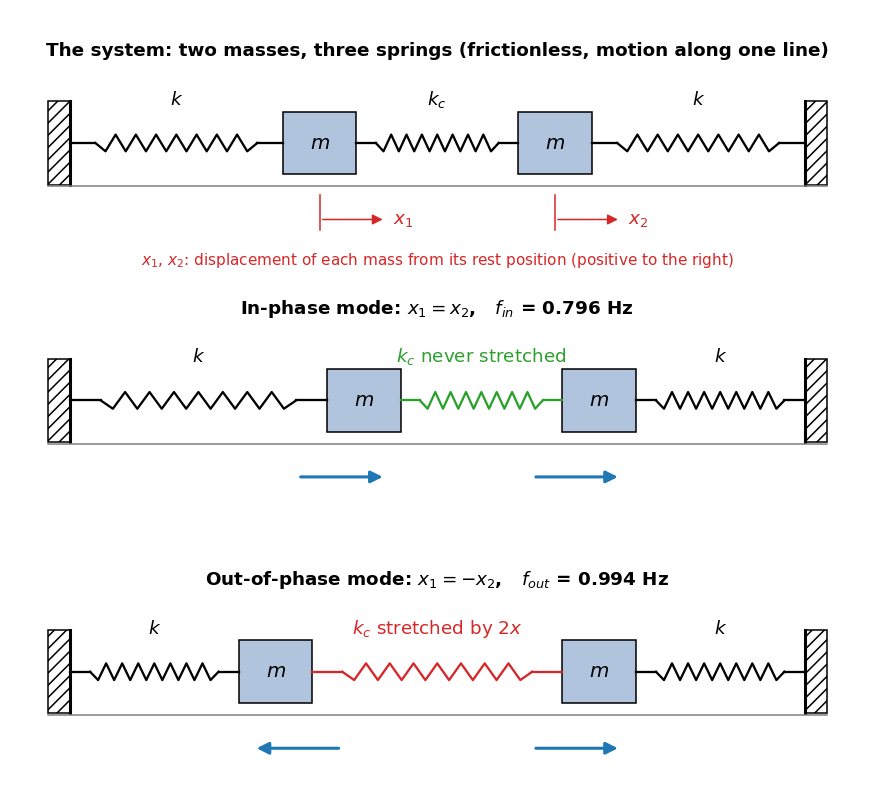 The system: two masses, three springs (frictionless, motion along one line)
k k_c k
m m
x_1 x_2
x_1, x_2: displacement of each mass from its rest position (positive to the right)
In-phase mode: x_1 = x_2, f_in = 0.796 Hz
k k_c never stretched k
m m
Out-of-phase mode: x_1 = −x_2, f_out = 0.994 Hz
k k_c stretched by 2x k
m m